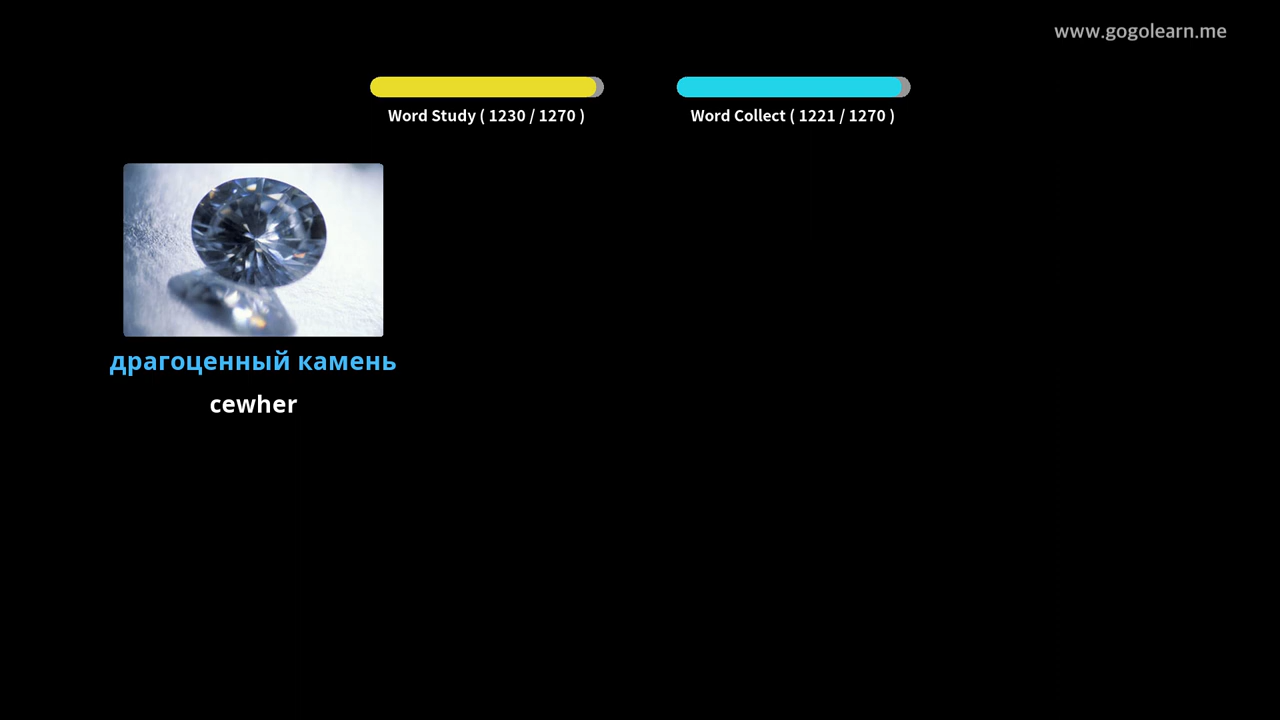 www.gogolearn.me
Word Study ( 1230 / 1270 )
Word Collect ( 1221 / 1270 )
драгоценный камень
cewher